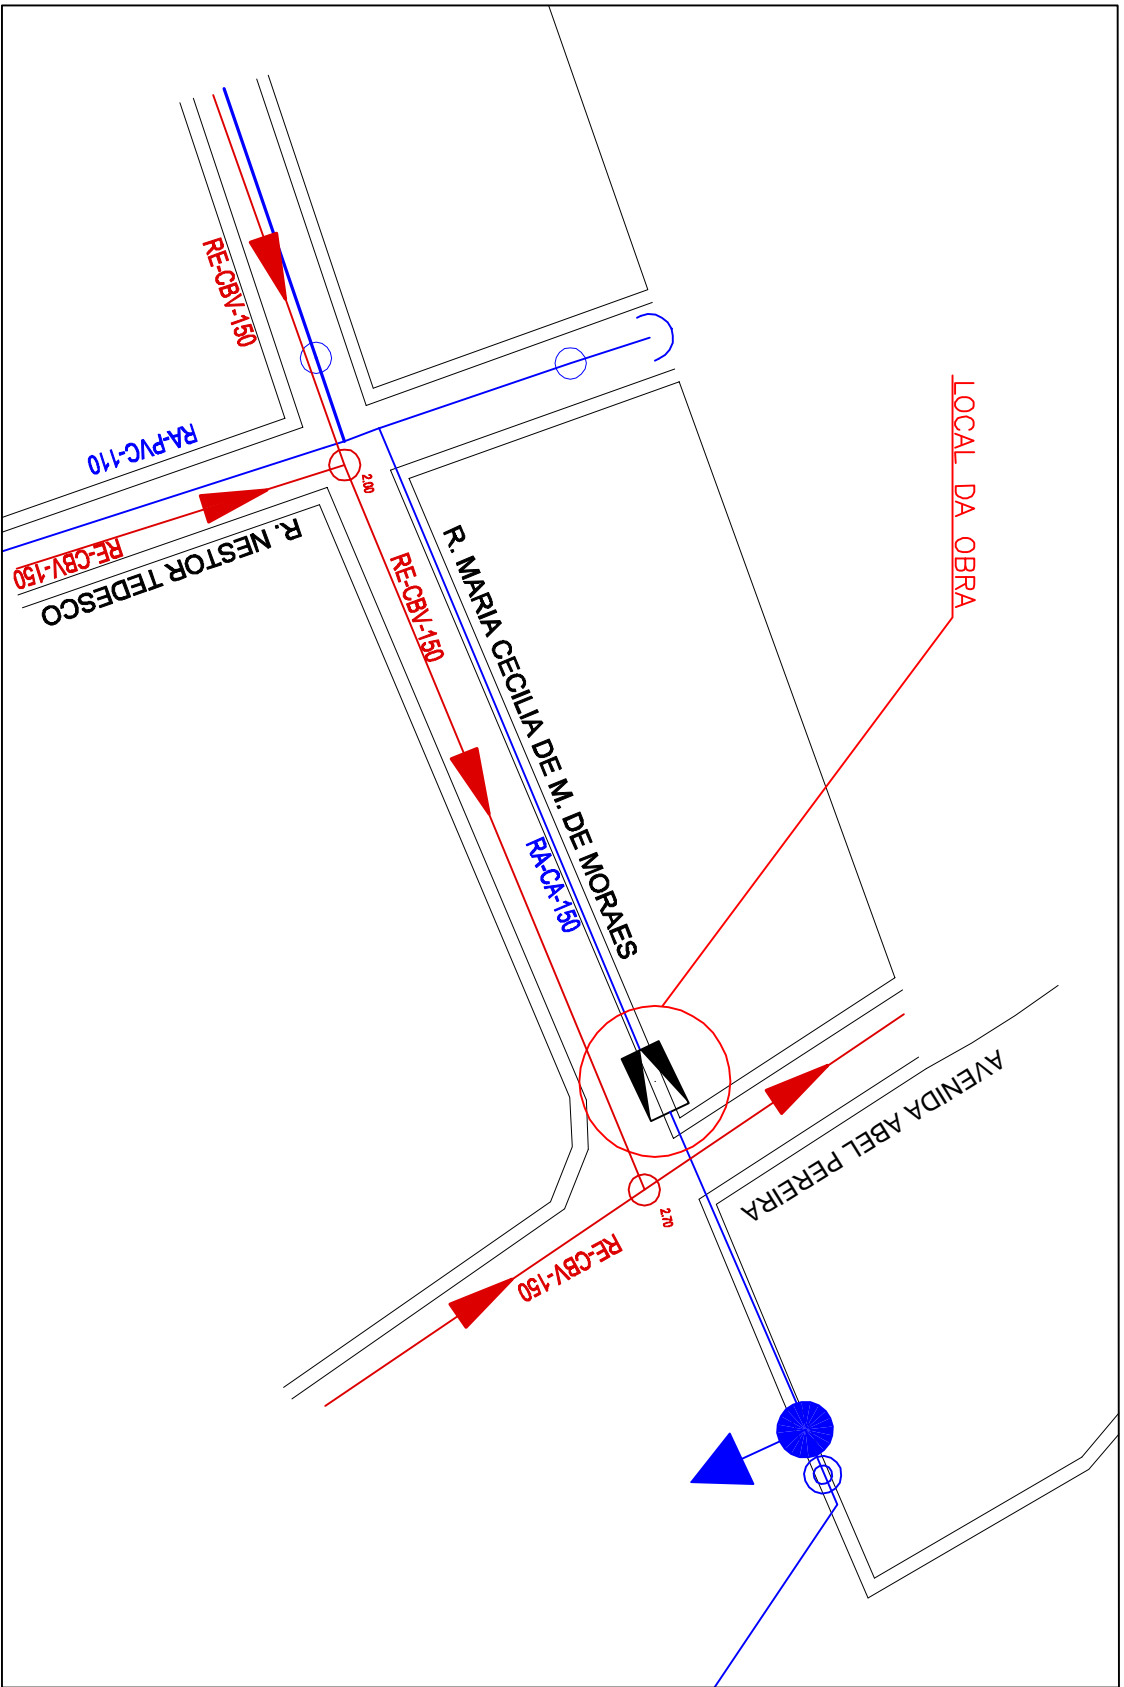 RE-CBV-150
RA-PVC-110
2.00
LOCAL DA OBRA
RE-CBV-150
R. NESTOR TEDESCO
RE-CBV-150
R. MARIA CECILIA DE M. DE MORAES
RA-CA-150
AVENIDA ABEL PEREIRA
2.70
RE-CBV-150